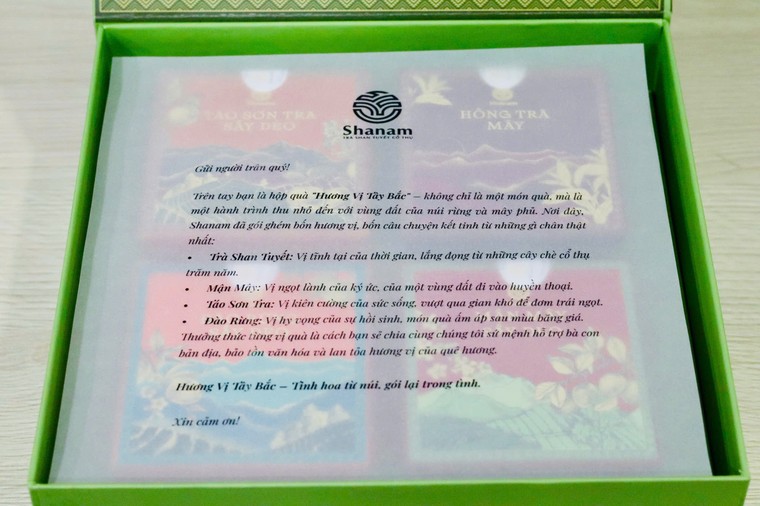 TÁO SƠN TRA
SẤY DẺO
HỒNG TRÀ
MÂY
Shanam
TRÀ SHAN TUYẾT CỔ THỤ
Gửi người trân quý!
Trên tay bạn là hộp quà "Hương Vị Tây Bắc" – không chỉ là một món quà, mà là
một hành trình thu nhỏ đến với vùng đất của núi rừng và mây phủ. Nơi đây,
Shanam đã gói ghém bốn hương vị, bốn câu chuyện kết tinh từ những gì chân thật
nhất:
• Trà Shan Tuyết: Vị tĩnh tại của thời gian, lắng đọng từ những cây chè cổ thụ
trăm năm.
• Mận Máy: Vị ngọt lành của ký ức, của một vùng đất đi vào huyền thoại.
• Táo Sơn Tra: Vị kiên cường của sức sống, vượt qua gian khó để đơm trái ngọt.
• Đào Rừng: Vị hy vọng của sự hồi sinh, món quà ấm áp sau mùa băng giá.
Thưởng thức từng vị quà là cách bạn sẻ chia cùng chúng tôi sứ mệnh hỗ trợ bà con
bản địa, bảo tồn văn hóa và lan tỏa hương vị của quê hương.
Hương Vị Tây Bắc – Tinh hoa từ núi, gói lại trong tình.
Xin cảm ơn!